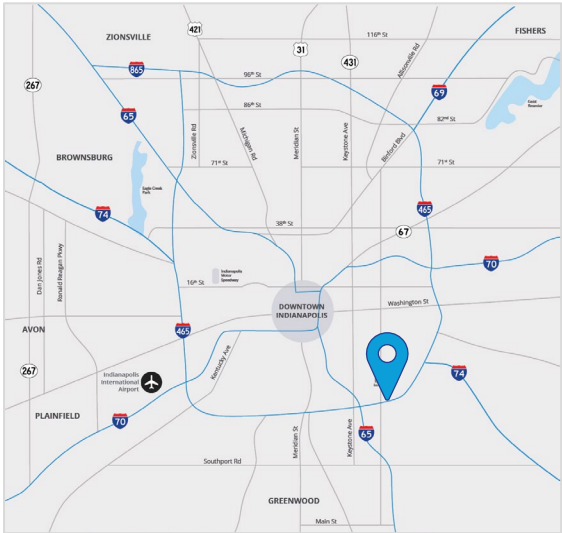 421
116th St
FISHERS
ZIONSVILLE
31
431
Allisonville Rd
865
96th St
267
69
65
86th St
82nd St
Zionsville Rd
Michigan Rd
Meridian St
Keystone Ave
Binford Blvd
BROWNSBURG
71st St
71st St
Eagle Creek
Park
74
465
38th St
67
Dan Jones Rd
Ronald Reagan Pkwy
70
Indianapolis
Motor
Speedway
16th St
DOWNTOWN
INDIANAPOLIS
Washington St
AVON
465
Kentucky Ave
267
Indianapolis
International
Airport
74
PLAINFIELD
70
Meridian St
Keystone Ave
65
Southport Rd
GREENWOOD
Main St